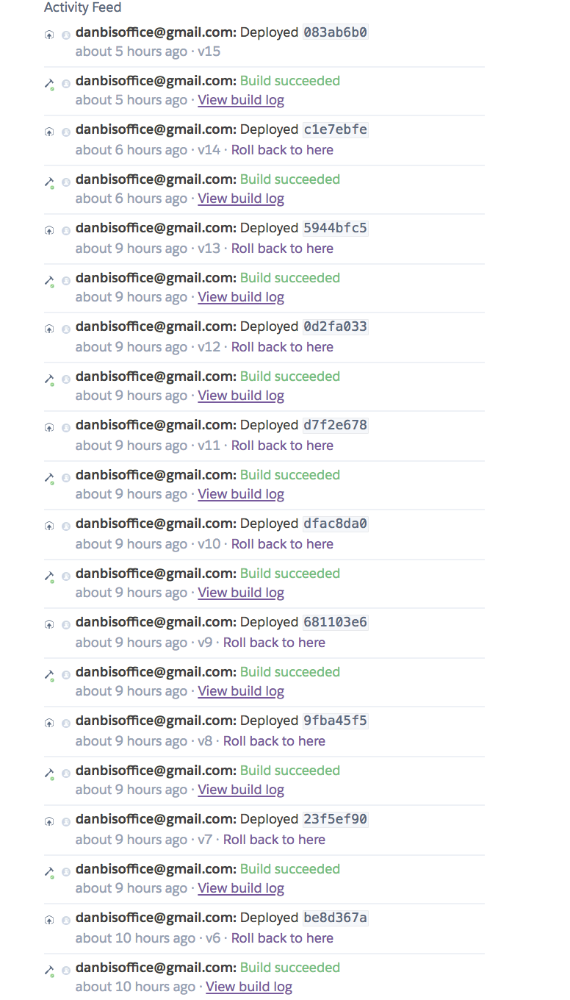 Activity Feed
danbisoffice@gmail.com: Deployed 083ab6b0
about 5 hours ago · v15
danbisoffice@gmail.com: Build succeeded
about 5 hours ago · View build log
danbisoffice@gmail.com: Deployed c1e7ebfe
about 6 hours ago · v14 · Roll back to here
danbisoffice@gmail.com: Build succeeded
about 6 hours ago · View build log
danbisoffice@gmail.com: Deployed 5944bfc5
about 9 hours ago · v13 · Roll back to here
danbisoffice@gmail.com: Build succeeded
about 9 hours ago · View build log
danbisoffice@gmail.com: Deployed 0d2fa033
about 9 hours ago · v12 · Roll back to here
danbisoffice@gmail.com: Build succeeded
about 9 hours ago · View build log
danbisoffice@gmail.com: Deployed d7f2e678
about 9 hours ago · v11 · Roll back to here
danbisoffice@gmail.com: Build succeeded
about 9 hours ago · View build log
danbisoffice@gmail.com: Deployed dfac8da0
about 9 hours ago · v10 · Roll back to here
danbisoffice@gmail.com: Build succeeded
about 9 hours ago · View build log
danbisoffice@gmail.com: Deployed 681103e6
about 9 hours ago · v9 · Roll back to here
danbisoffice@gmail.com: Build succeeded
about 9 hours ago · View build log
danbisoffice@gmail.com: Deployed 9fba45f5
about 9 hours ago · v8 · Roll back to here
danbisoffice@gmail.com: Build succeeded
about 9 hours ago · View build log
danbisoffice@gmail.com: Deployed 23f5ef90
about 9 hours ago · v7 · Roll back to here
danbisoffice@gmail.com: Build succeeded
about 9 hours ago · View build log
danbisoffice@gmail.com: Deployed be8d367a
about 10 hours ago · v6 · Roll back to here
danbisoffice@gmail.com: Build succeeded
about 10 hours ago · View build log